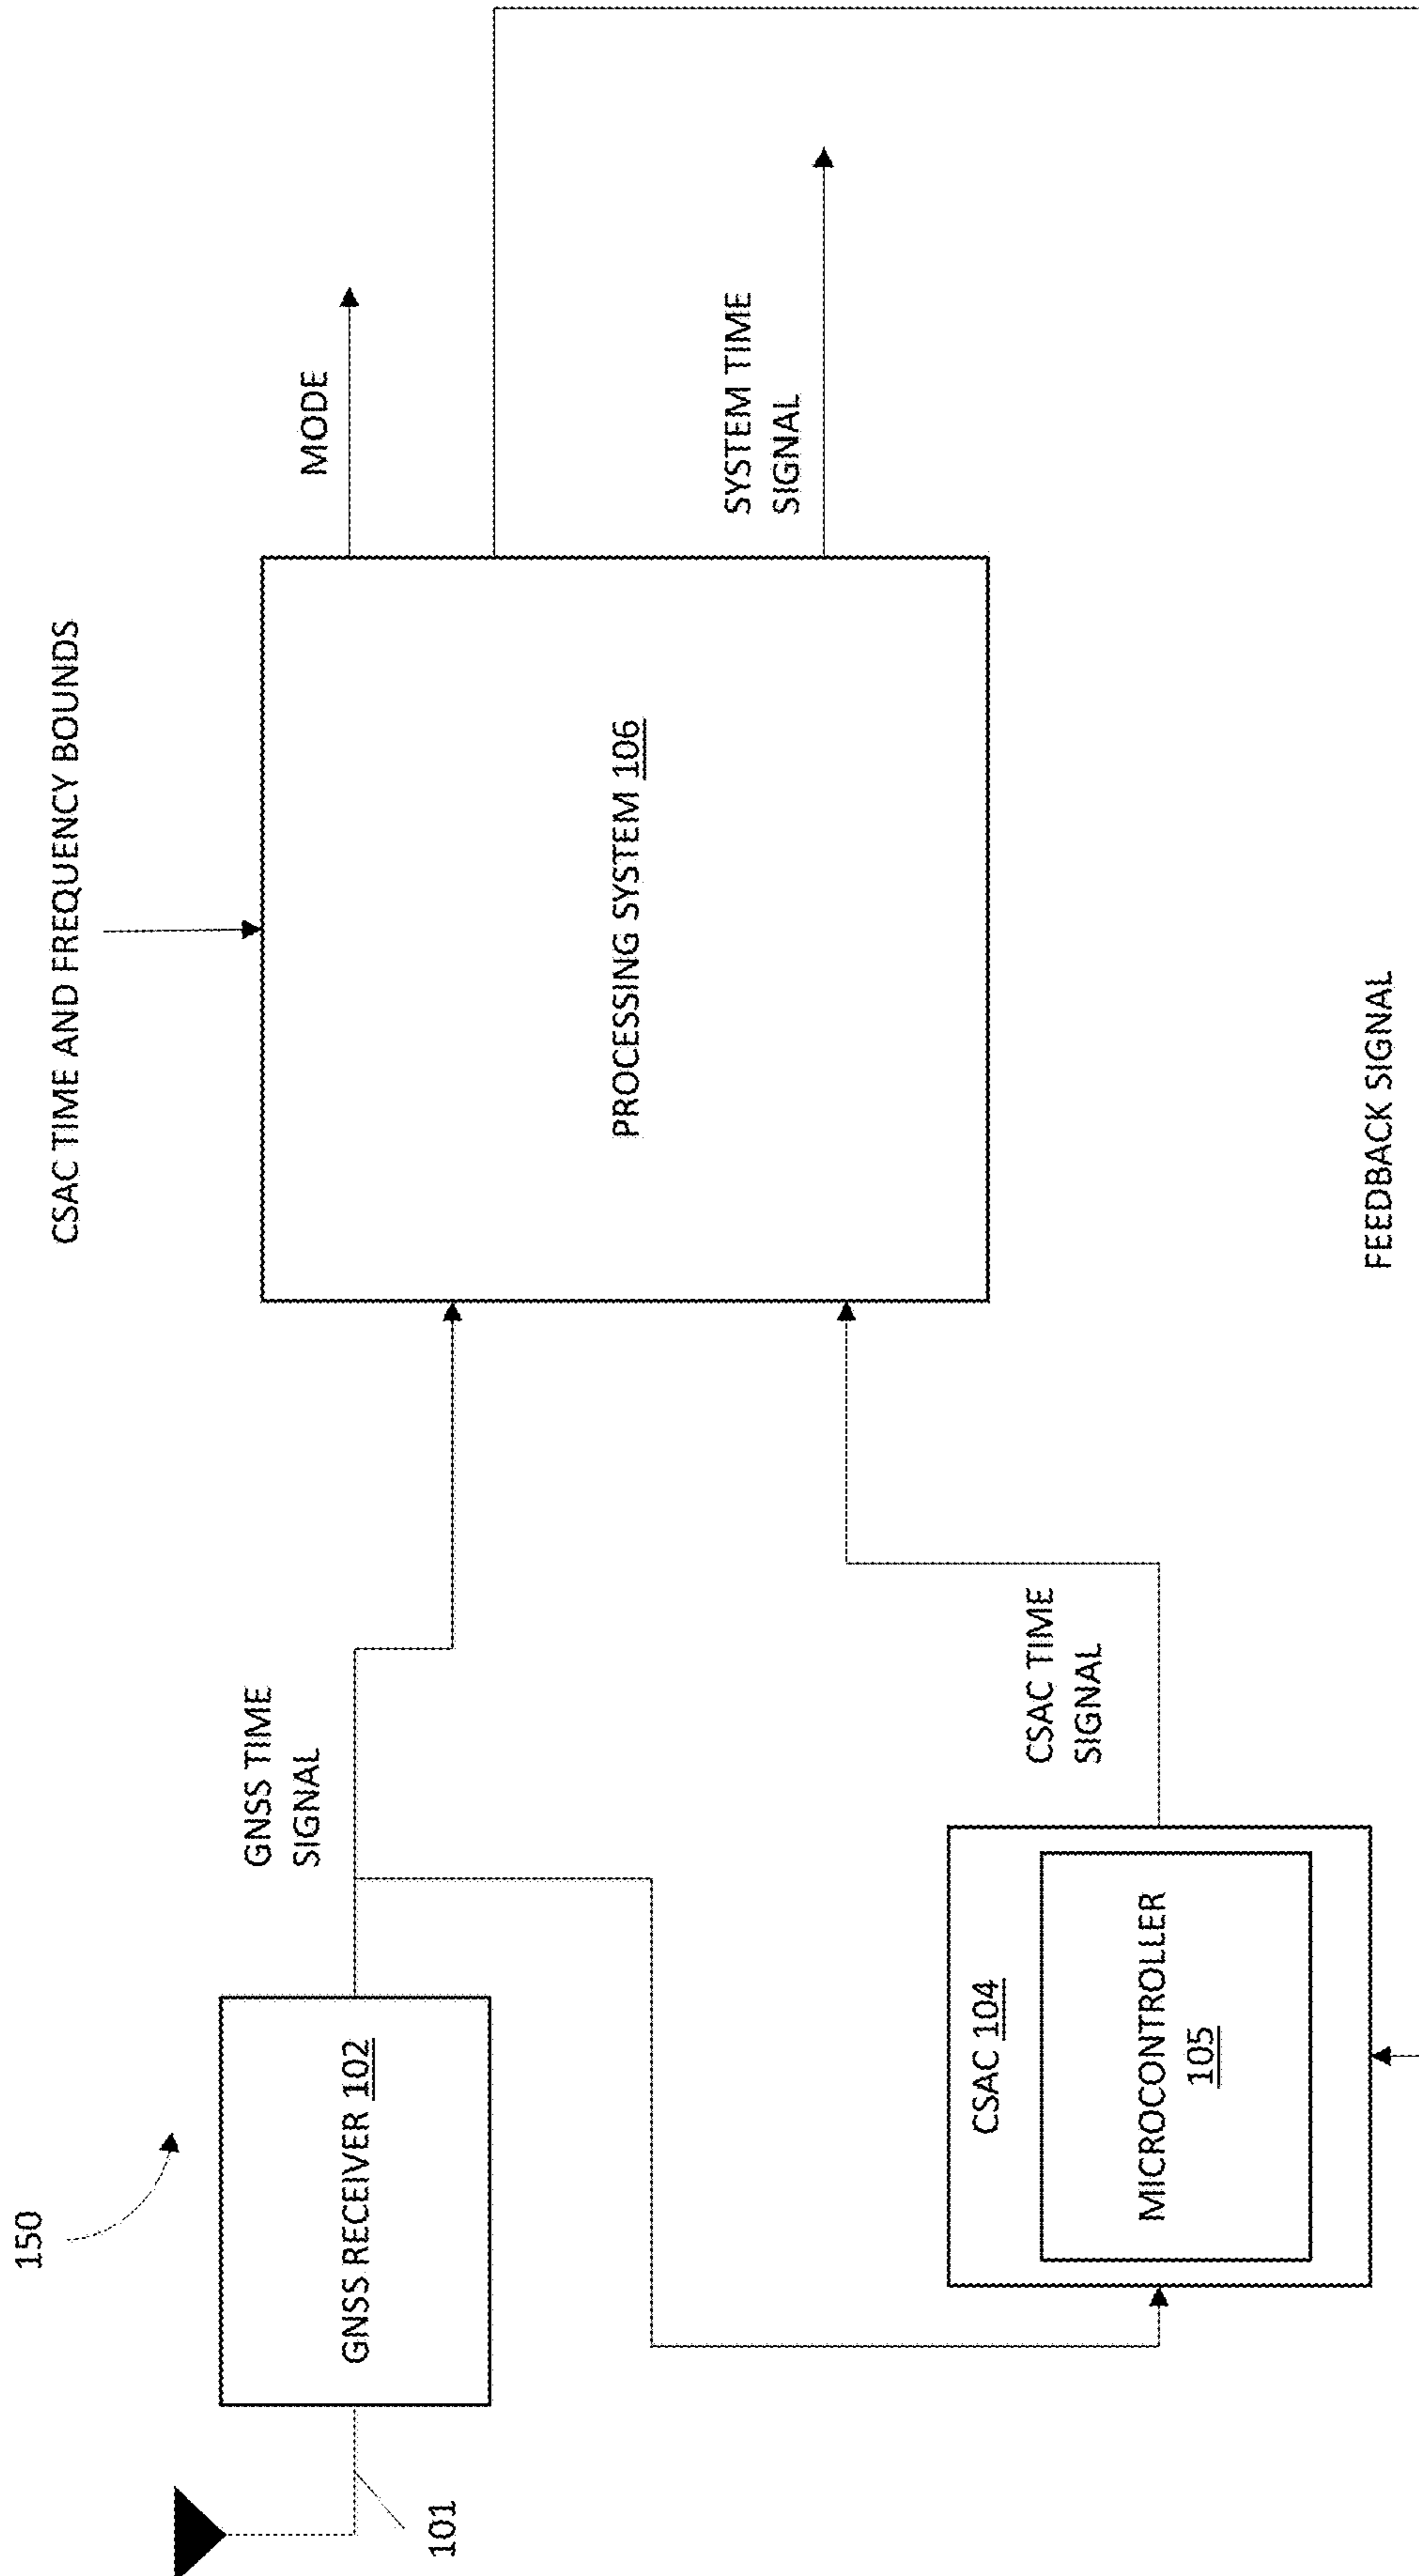 150
CSAC TIME AND FREQUENCY BOUNDS
101
GNSS RECEIVER 102
GNSS TIME
SIGNAL
PROCESSING SYSTEM 106
MODE
SYSTEM TIME
SIGNAL
CSAC 104
MICROCONTROLLER
105
CSAC TIME
SIGNAL
FEEDBACK SIGNAL